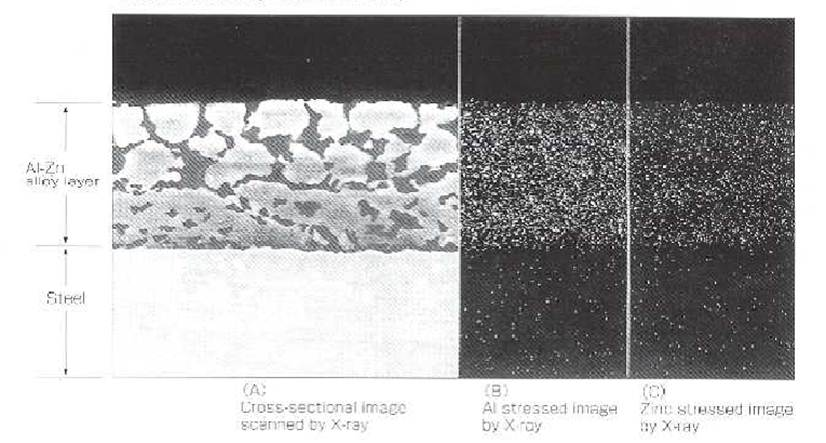 Al-Zn
alloy layer
Steel
(A)
Cross-sectional image
scanned by X-ray
(B)
Al stressed image
by X-ray
(C)
Zinc stressed image
by X-ray